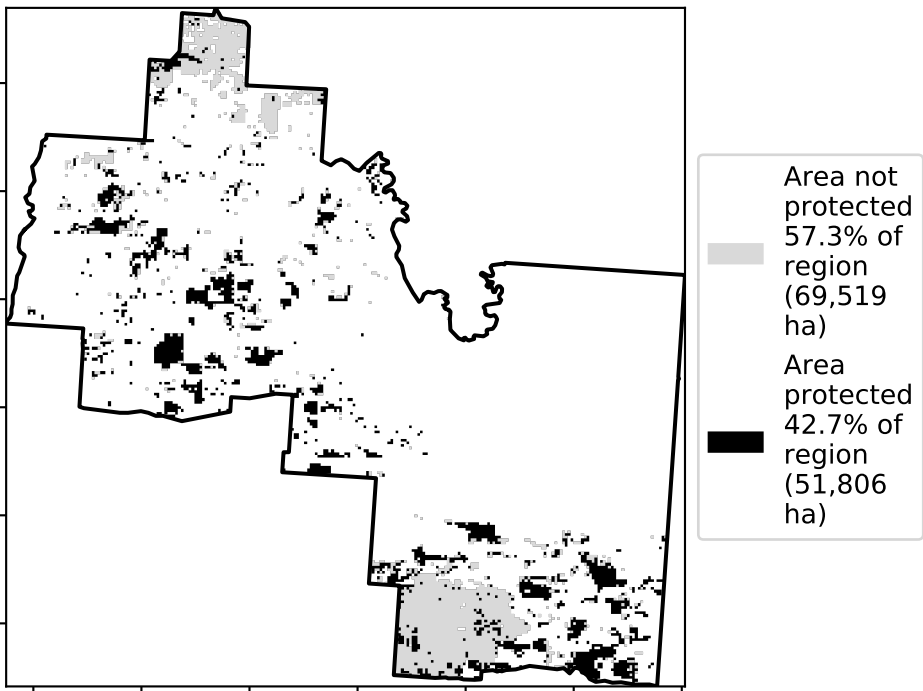 Area not
protected
57.3% of
region
(69,519
ha)
Area
protected
42.7% of
region
(51,806
ha)